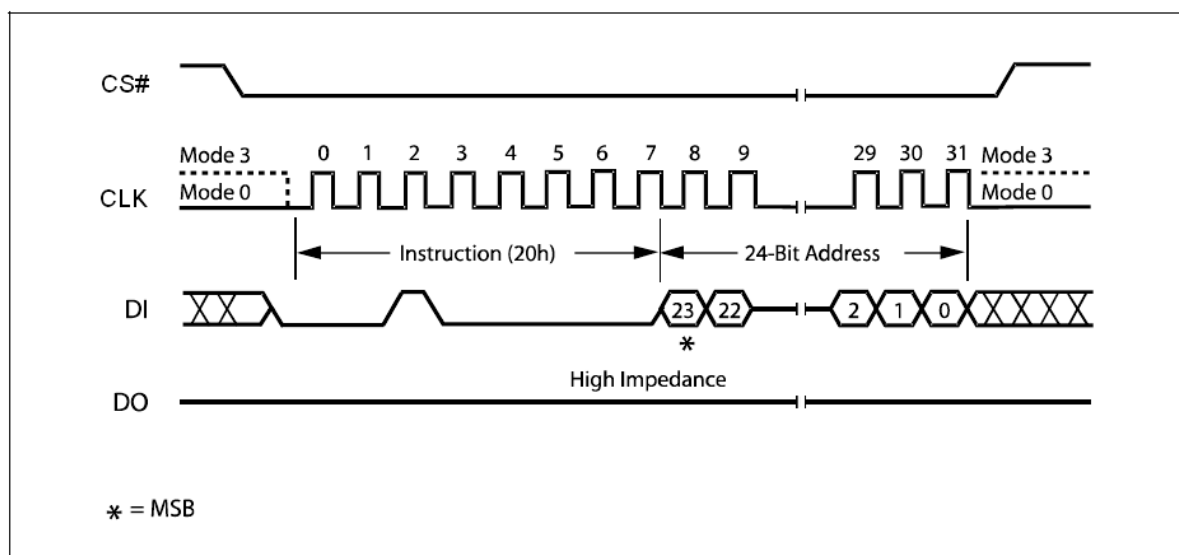 CS#
Mode 3 0 1 2 3 4 5 6 7 8 9 29 30 31 Mode 3
CLK Mode 0 Mode 0
Instruction (20h) 24-Bit Address
DI 23 22 2 1 0
*
High Impedance
DO
* = MSB